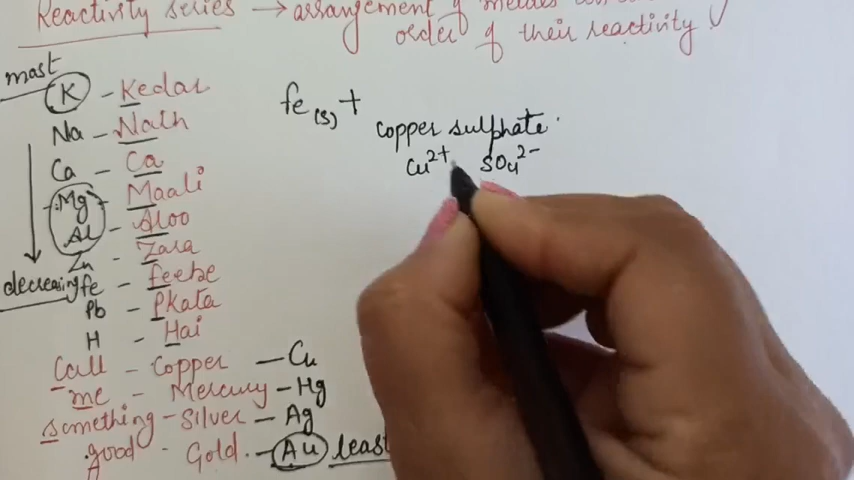 Reactivity series → arrangement of metals
order of their reactivity ✓
most
K - Kedar
Na - Nath
Ca - Ca
Mg - Maali
Al - Aloo
Zn - Zara
decreasing
fe - feebe
Pb - Pkata
H - Hai
Call - Copper - Cu
me - Mercury - Hg
something - Silver - Ag
good - Gold. - Au least
fe(s) +
copper sulphate
Cu2+ SO42-